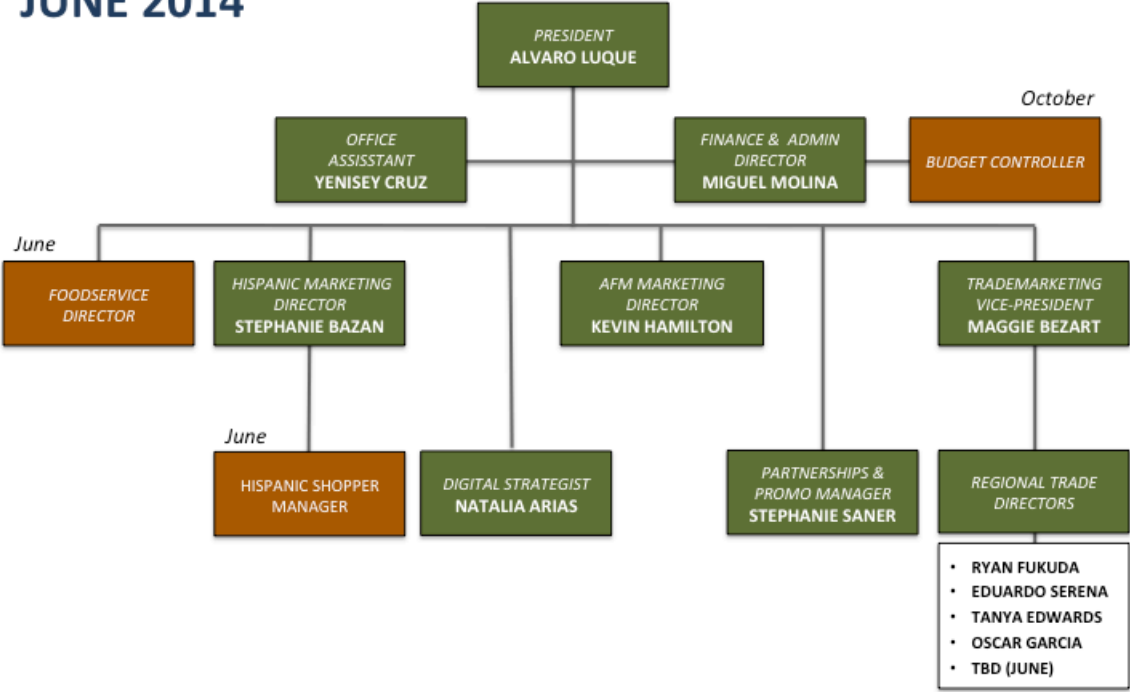 JUNE 2014
PRESIDENT
ALVARO LUQUE
October
OFFICE
ASSISSTANT
YENISEY CRUZ
FINANCE & ADMIN
DIRECTOR
MIGUEL MOLINA
BUDGET CONTROLLER
June
FOODSERVICE
DIRECTOR
HISPANIC MARKETING
DIRECTOR
STEPHANIE BAZAN
AFM MARKETING
DIRECTOR
KEVIN HAMILTON
TRADEMARKETING
VICE-PRESIDENT
MAGGIE BEZART
June
HISPANIC SHOPPER
MANAGER
DIGITAL STRATEGIST
NATALIA ARIAS
PARTNERSHIPS &
PROMO MANAGER
STEPHANIE SANER
REGIONAL TRADE
DIRECTORS
• RYAN FUKUDA
• EDUARDO SERENA
• TANYA EDWARDS
• OSCAR GARCIA
• TBD (JUNE)